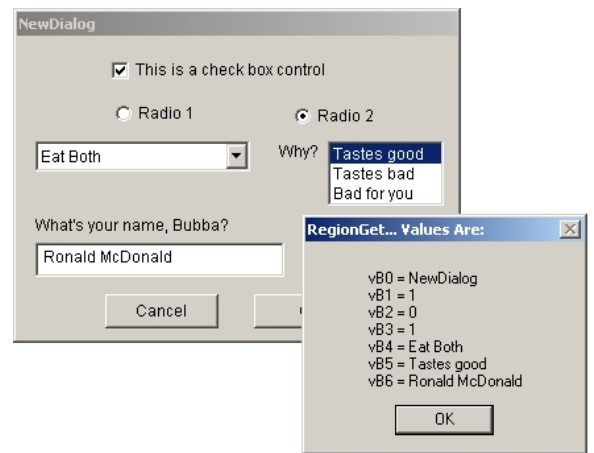 NewDialog
This is a check box control
Radio 1
Radio 2
Eat Both
Why?
Tastes good
Tastes bad
Bad for you
What's your name, Bubba?
Ronald McDonald
Cancel
RegionGet... Values Are:
vB0 = NewDialog
vB1 = 1
vB2 = 0
vB3 = 1
vB4 = Eat Both
vB5 = Tastes good
vB6 = Ronald McDonald
OK